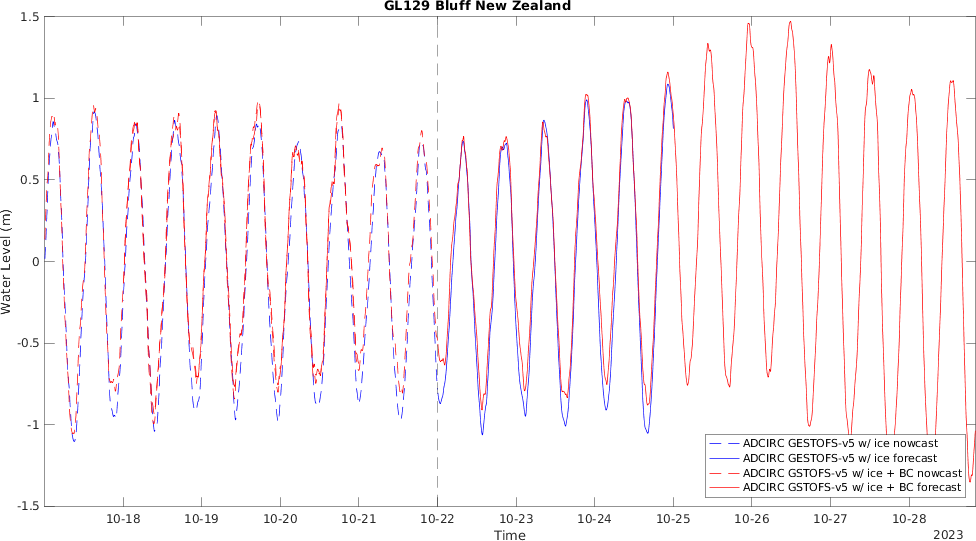 GL129 Bluff New Zealand
1.5
1
0.5
0
-0.5
-1
-1.5
Water Level (m)
ADCIRC GESTOFS-v5 w/ ice nowcast
ADCIRC GESTOFS-v5 w/ ice forecast
ADCIRC GSTOFS-v5 w/ ice + BC nowcast
ADCIRC GSTOFS-v5 w/ ice + BC forecast
10-18 10-19 10-20 10-21 10-22 10-23 10-24 10-25 10-26 10-27 10-28
Time
2023